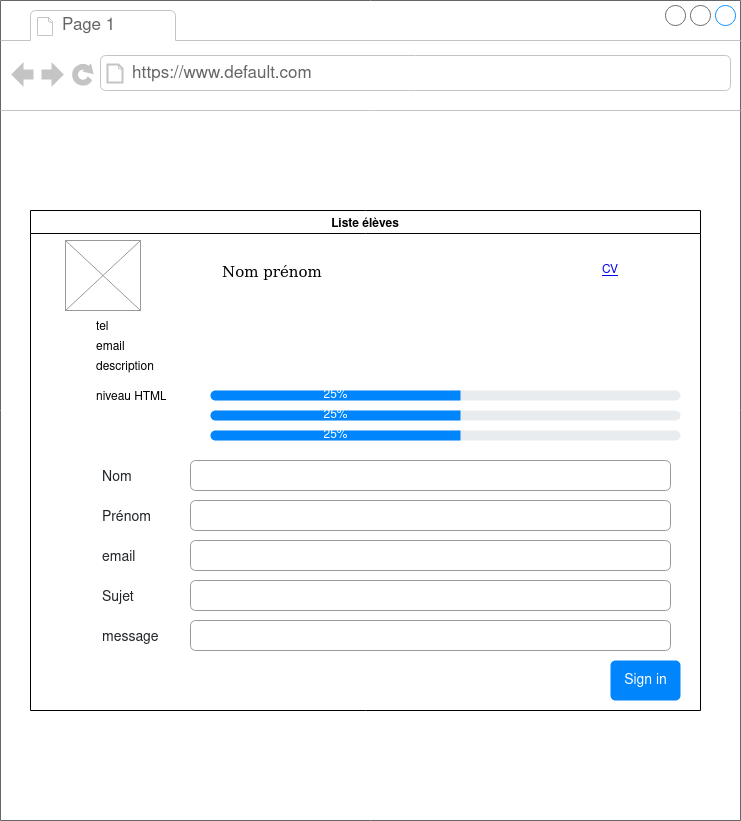 Page 1
https://www.default.com
Liste élèves
Nom prénom
CV
tel
email
description
niveau HTML
25%
25%
25%
Nom
Prénom
email
Sujet
message
Sign in